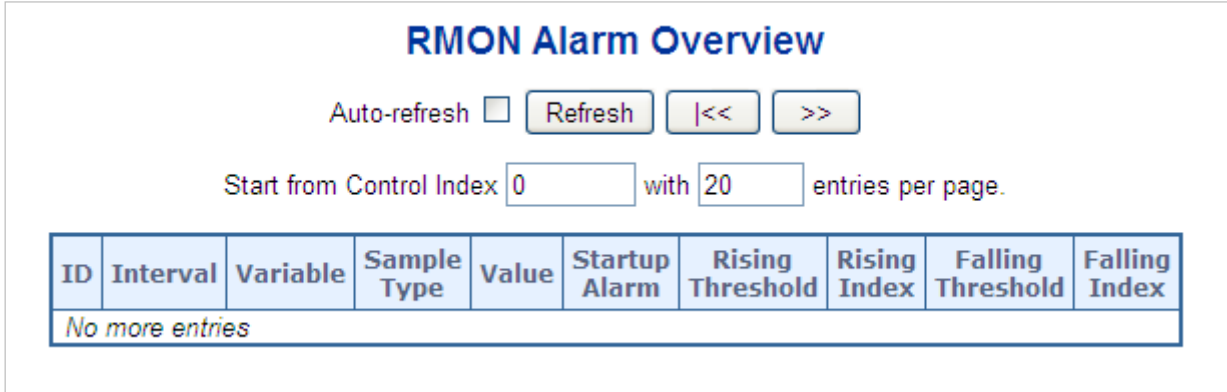 RMON Alarm Overview
Auto-refresh Refresh |<< >>
Start from Control Index 0 with 20 entries per page.
ID Interval Variable Sample Type Value Startup Alarm Rising Threshold Rising Index Falling Threshold Falling Index
No more entries